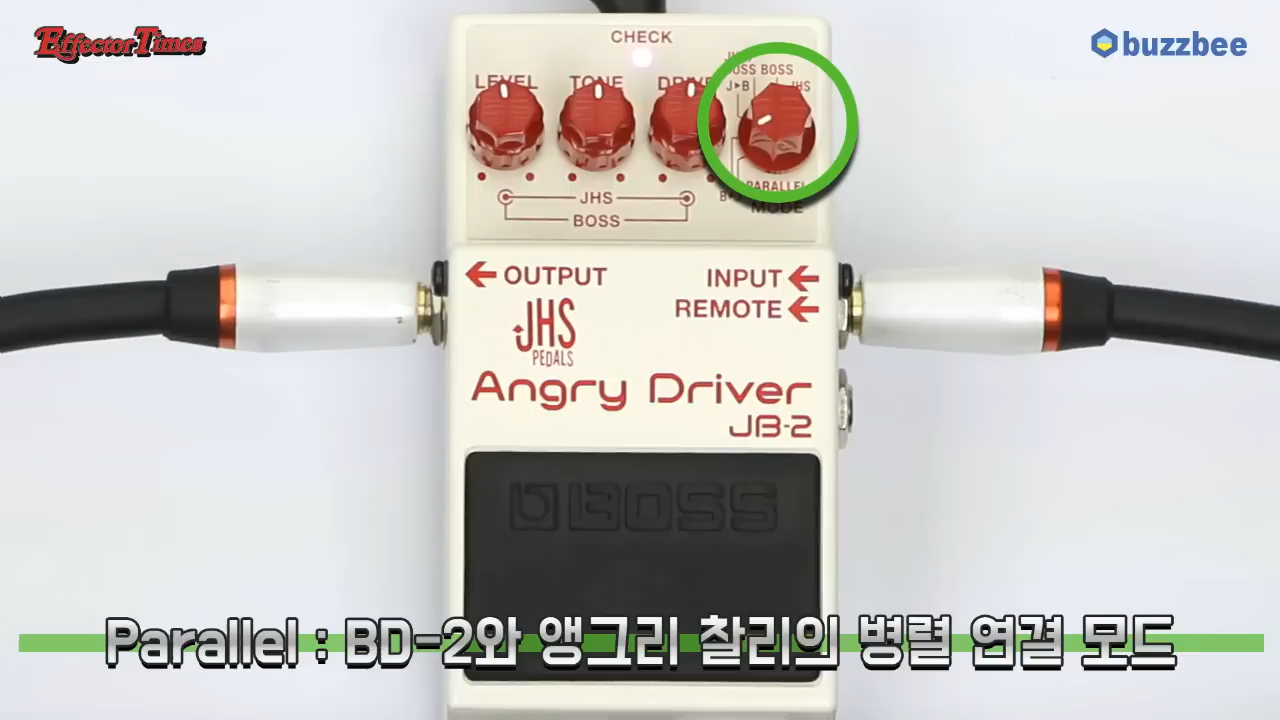 Effector Times
buzzbee
CHECK
LEVEL TONE DRIVE
BOSS BOSS
J▸B JHS
PARALLEL
MODE
JHS
BOSS
← OUTPUT
INPUT ←
REMOTE ←
JHS
PEDALS
Angry Driver
JB-2
BOSS
Parallel : BD-2와 앵그리 찰리의 병렬 연결 모드